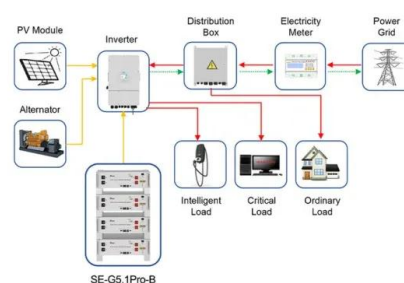 PV Module
Inverter
Distribution
Box
Electricity
Meter
Power
Grid
Alternator
Intelligent
Load
Critical
Load
Ordinary
Load
SE-G5.1Pro-B